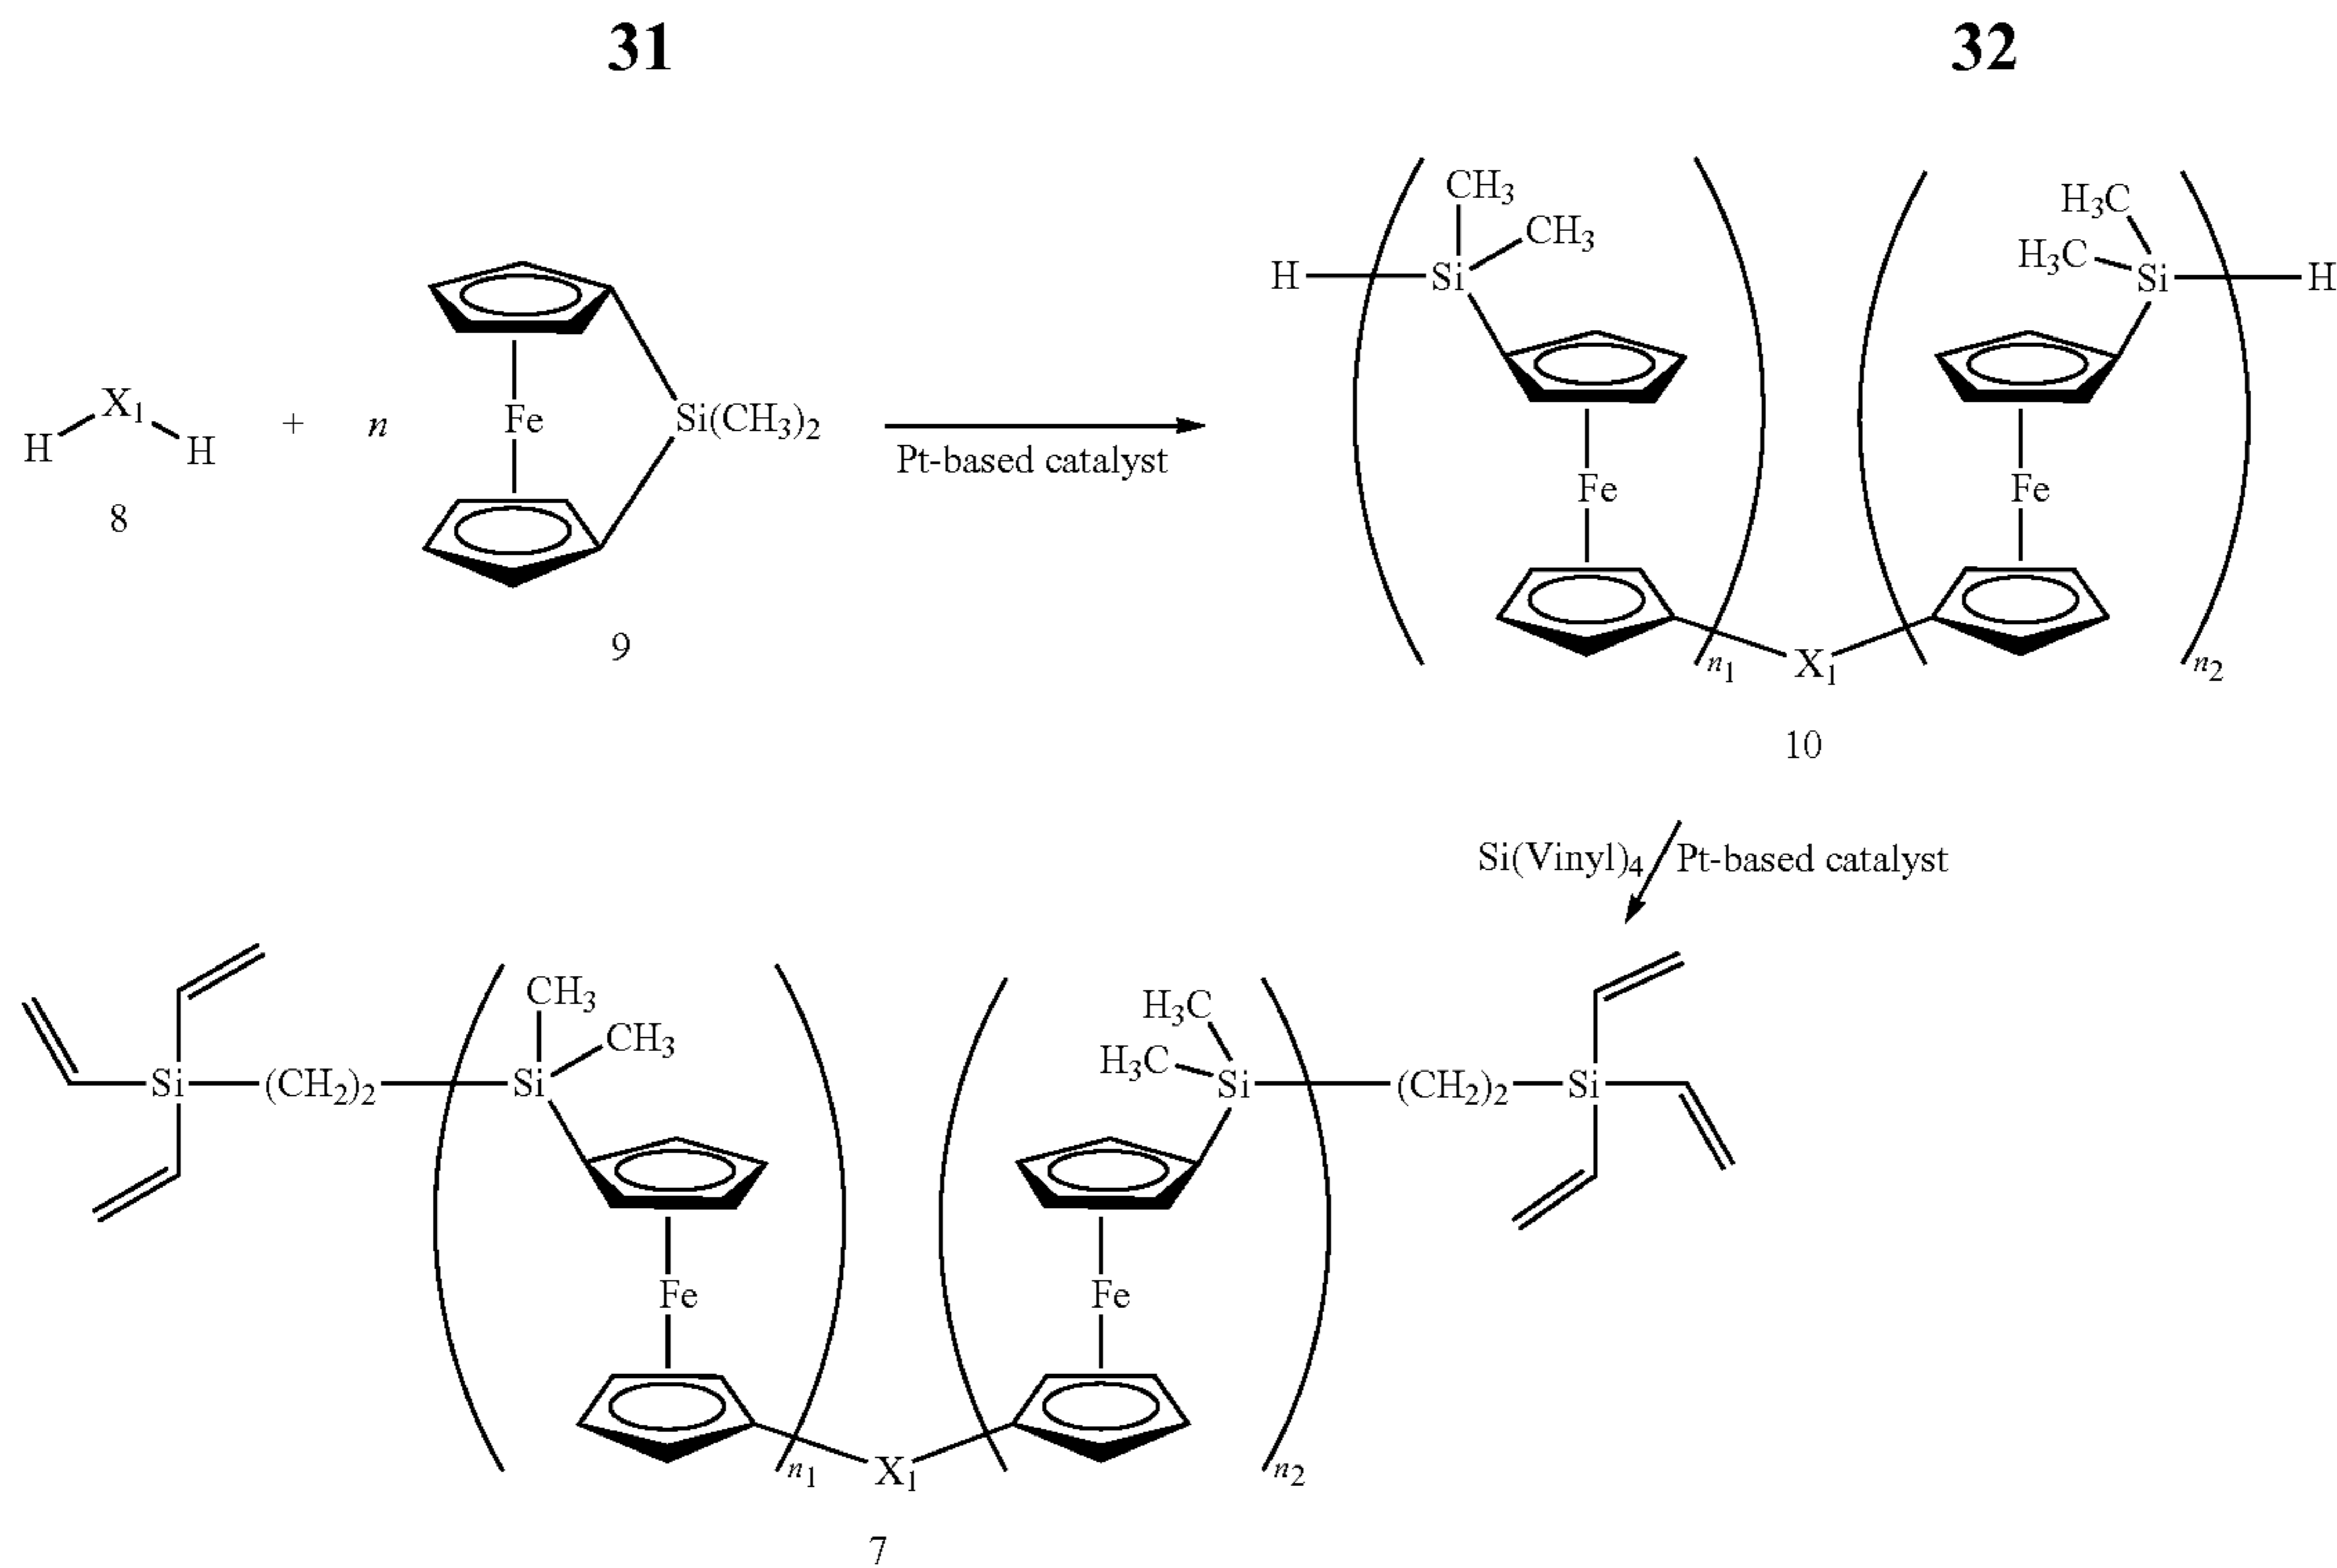 31 32
CH3 CH3 H Si H3C H3C Si H
H X1 H + n Fe Si(CH3)2 Pt-based catalyst Fe Fe
8 9 n1 X1 n2
10
Si(Vinyl)4 Pt-based catalyst
CH3 CH3 H3C H3C
Si (CH2)2 Si Si (CH2)2 Si
Fe Fe
n1 X1 n2
7